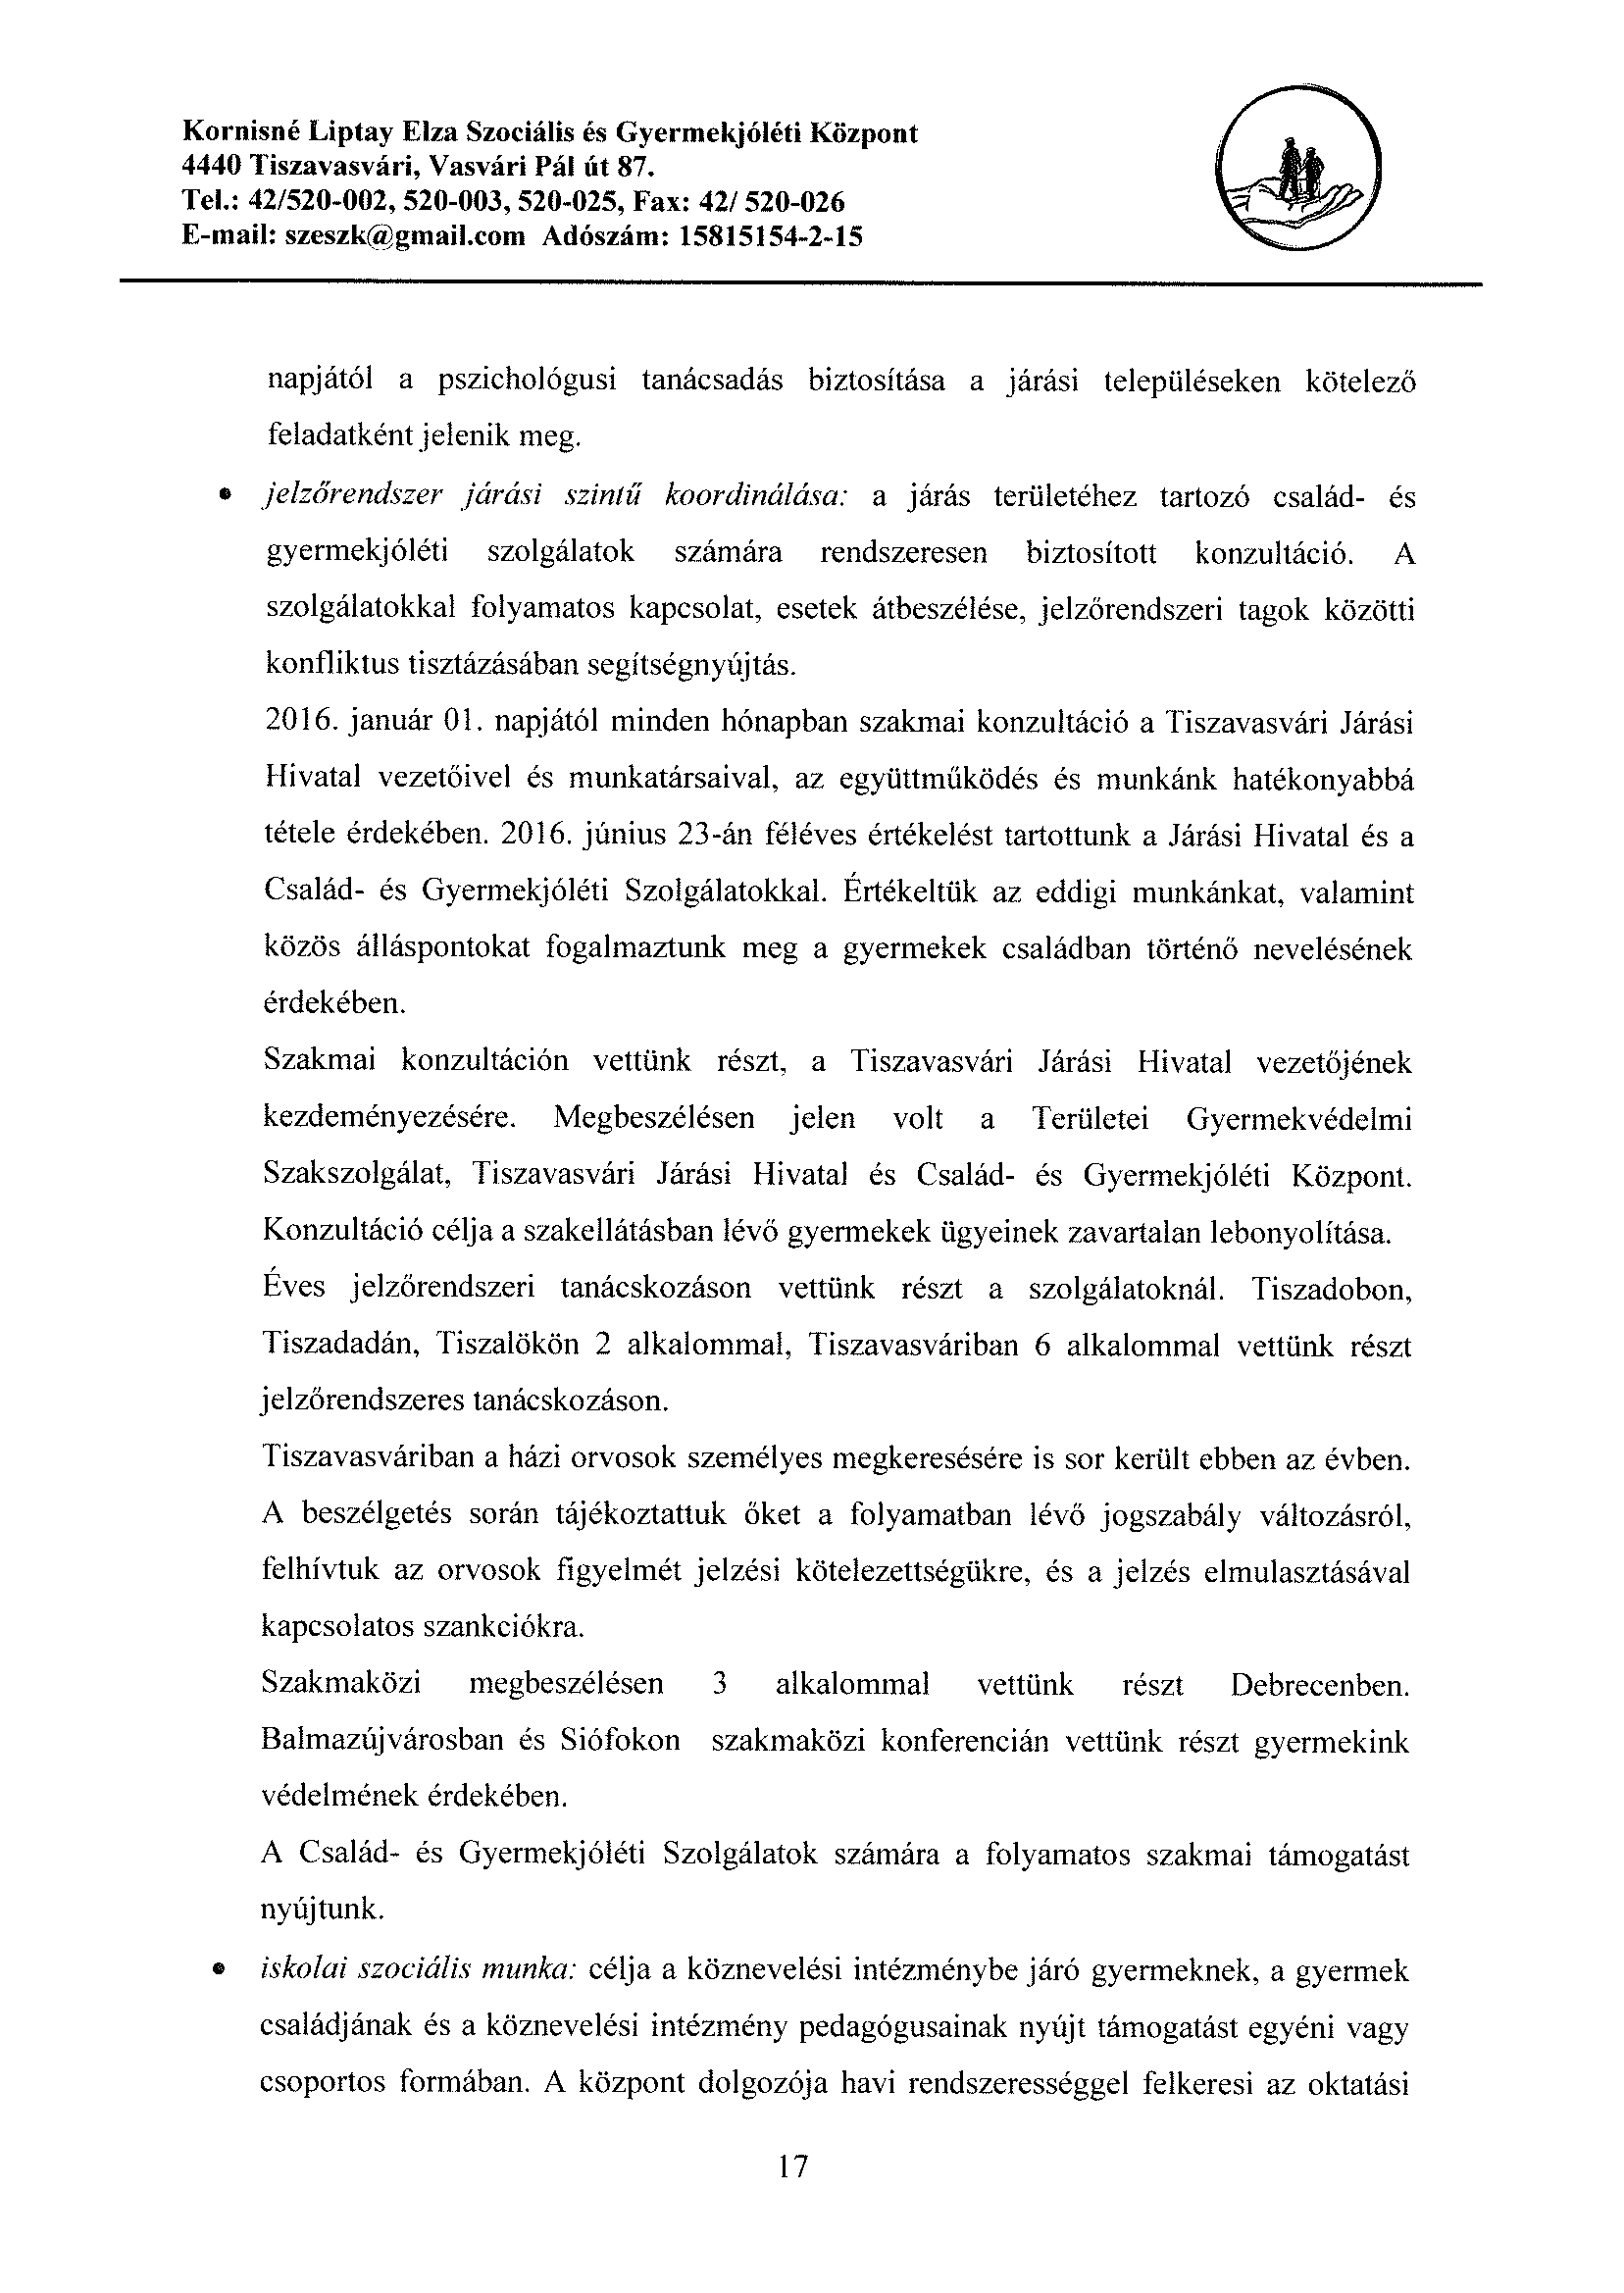 Kornisné Liptay Elza Szociális és Gyermekjóléti Központ
4440 Tiszavasvári, Vasvári Pál út 87.
Tel.: 42/520-002, 520-003, 520-025, Fax: 42/ 520-026
E-mail: szeszk@gmail.com Adószám: 15815154-2-15
napjától a pszichológusi tanácsadás biztosítása a járási településeken kötelező
feladatként jelenik meg.
• jelzőrendszer járási szintű koordinálása: a járás területéhez tartozó család- és
gyermekjóléti szolgálatok számára rendszeresen biztosított konzultáció. A
szolgálatokkal folyamatos kapcsolat, esetek átbeszélése, jelzőrendszeri tagok közötti
konfliktus tisztázásában segítségnyújtás.
2016. január 01. napjától minden hónapban szakmai konzultáció a Tiszavasvári Járási
Hivatal vezetőivel és munkatársaival, az együttműködés és munkánk hatékonyabbá
tétele érdekében. 2016. június 23-án féléves értékelést tartottunk a Járási Hivatal és a
Család- és Gyermekjóléti Szolgálatokkal. Értékeltük az eddigi munkánkat, valamint
közös álláspontokat fogalmaztunk meg a gyermekek családban történő nevelésének
érdekében.
Szakmai konzultáción vettünk részt, a Tiszavasvári Járási Hivatal vezetőjének
kezdeményezésére. Megbeszélésen jelen volt a Területei Gyermekvédelmi
Szakszolgálat, Tiszavasvári Járási Hivatal és Család- és Gyermekjóléti Központ.
Konzultáció célja a szakellátásban lévő gyermekek ügyeinek zavartalan lebonyolítása.
Éves jelzőrendszeri tanácskozáson vettünk részt a szolgálatoknál. Tiszadobon,
Tiszadadán, Tiszalökön 2 alkalommal, Tiszavasváriban 6 alkalommal vettünk részt
jelzőrendszeres tanácskozáson.
Tiszavasváriban a házi orvosok személyes megkeresésére is sor került ebben az évben.
A beszélgetés során tájékoztattuk őket a folyamatban lévő jogszabály változásról,
felhívtuk az orvosok figyelmét jelzési kötelezettségükre, és a jelzés elmulasztásával
kapcsolatos szankciókra.
Szakmaközi megbeszélésen 3 alkalommal vettünk részt Debrecenben.
Balmazújvárosban és Siófokon szakmaközi konferencián vettünk részt gyermekink
védelmének érdekében.
A Család- és Gyermekjóléti Szolgálatok számára a folyamatos szakmai támogatást
nyújtunk.
• iskolai szociális munka: célja a köznevelési intézménybe járó gyermeknek, a gyermek
családjának és a köznevelési intézmény pedagógusainak nyújt támogatást egyéni vagy
csoportos formában. A központ dolgozója havi rendszerességgel felkeresi az oktatási
17